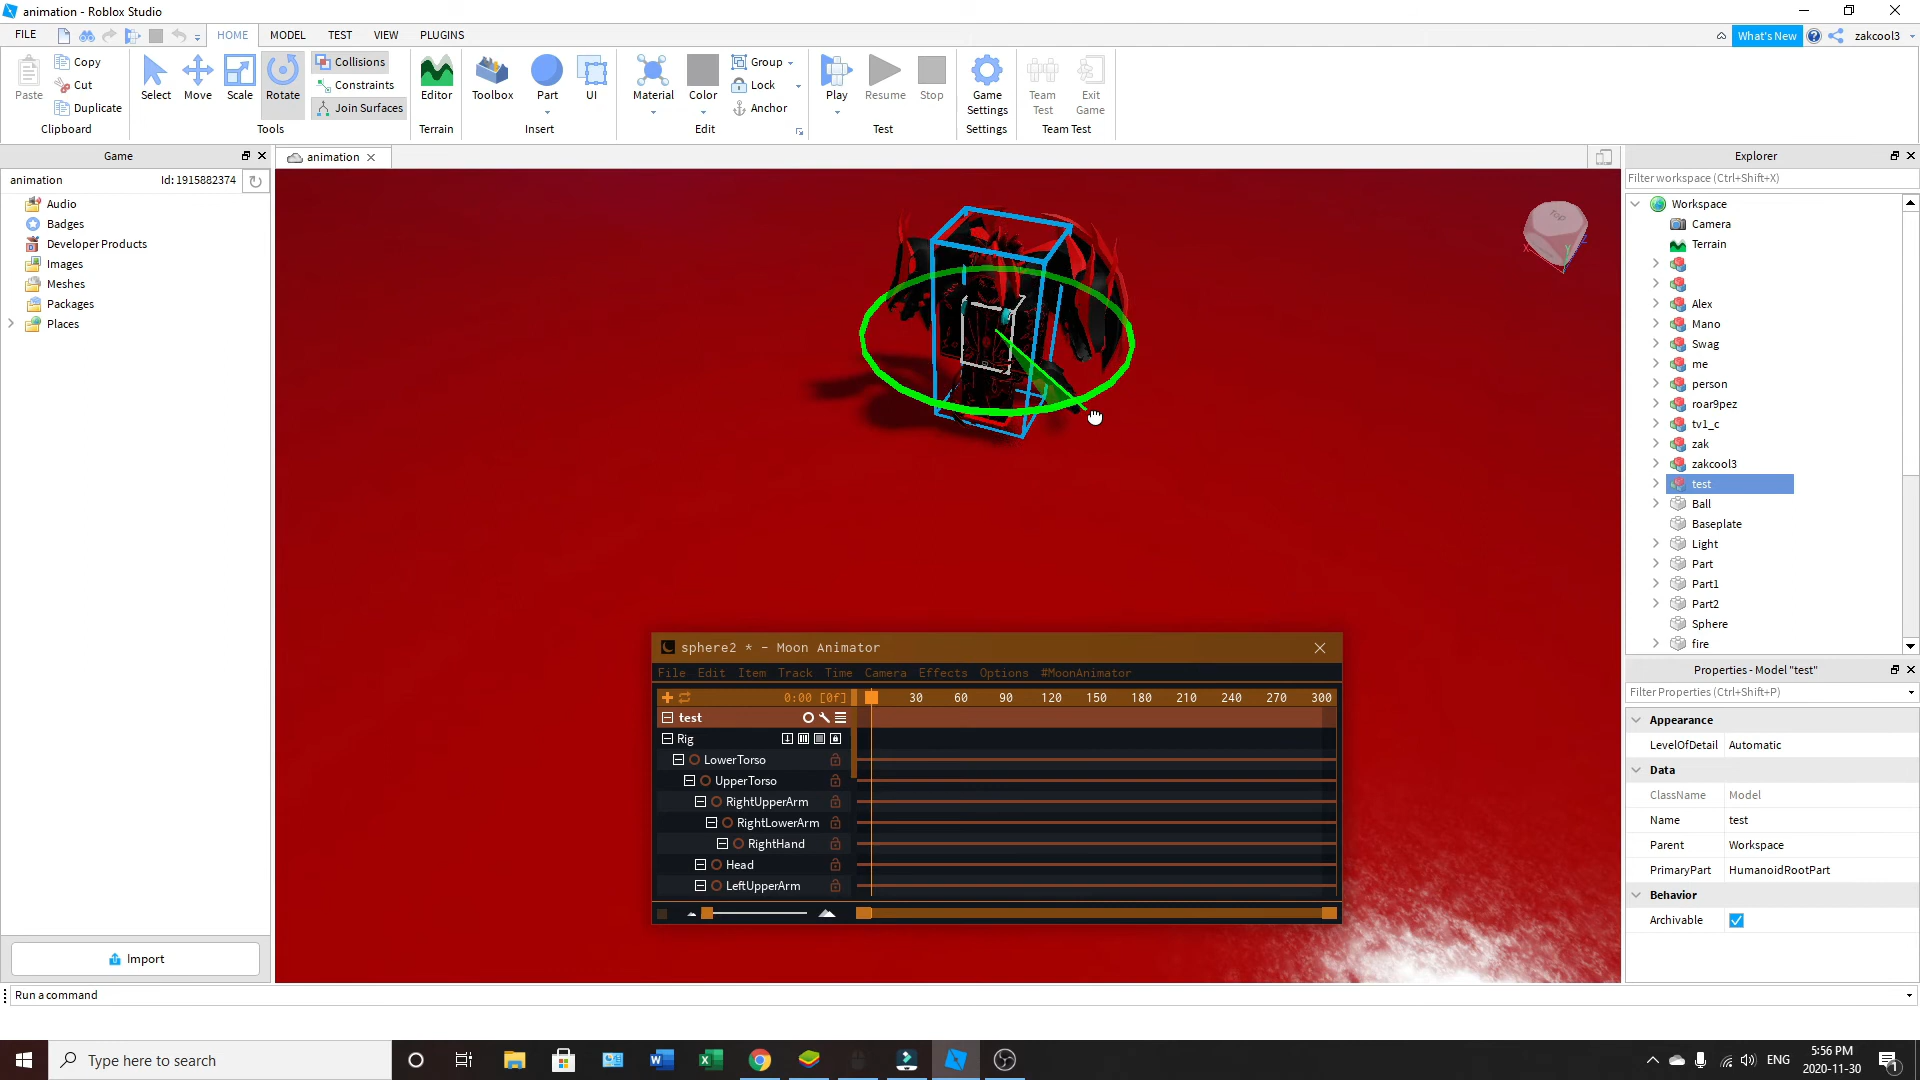 animation - Roblox Studio
FILE HOME MODEL TEST VIEW PLUGINS What's New zakcool3
Paste Copy Cut Duplicate Clipboard
Select Move Scale Rotate Collisions Constraints Join Surfaces Tools
Editor Terrain
Toolbox Part UI Insert
Material Color Group Lock Anchor Edit
Play Resume Stop Test
Game Settings Settings
Team Test Exit Game Team Test
Game
animation Id: 1915882374
Audio
Badges
Developer Products
Images
Meshes
Packages
Places
Import
animation
Top
X
Y
Z
sphere2 * - Moon Animator
File Edit Item Track Time Camera Effects Options #MoonAnimator
0:00 [0f] 30 60 90 120 150 180 210 240 270 300
test
Rig
LowerTorso
UpperTorso
RightUpperArm
RightLowerArm
RightHand
Head
LeftUpperArm
Explorer
Filter workspace (Ctrl+Shift+X)
Workspace
Camera
Terrain
Alex
Mano
Swag
me
person
roar9pez
tv1_c
zak
zakcool3
test
Ball
Baseplate
Light
Part
Part1
Part2
Sphere
fire
Properties - Model "test"
Filter Properties (Ctrl+Shift+P)
Appearance
LevelOfDetail Automatic
Data
ClassName Model
Name test
Parent Workspace
PrimaryPart HumanoidRootPart
Behavior
Archivable
Run a command
Type here to search
ENG
5:56 PM
2020-11-30
1